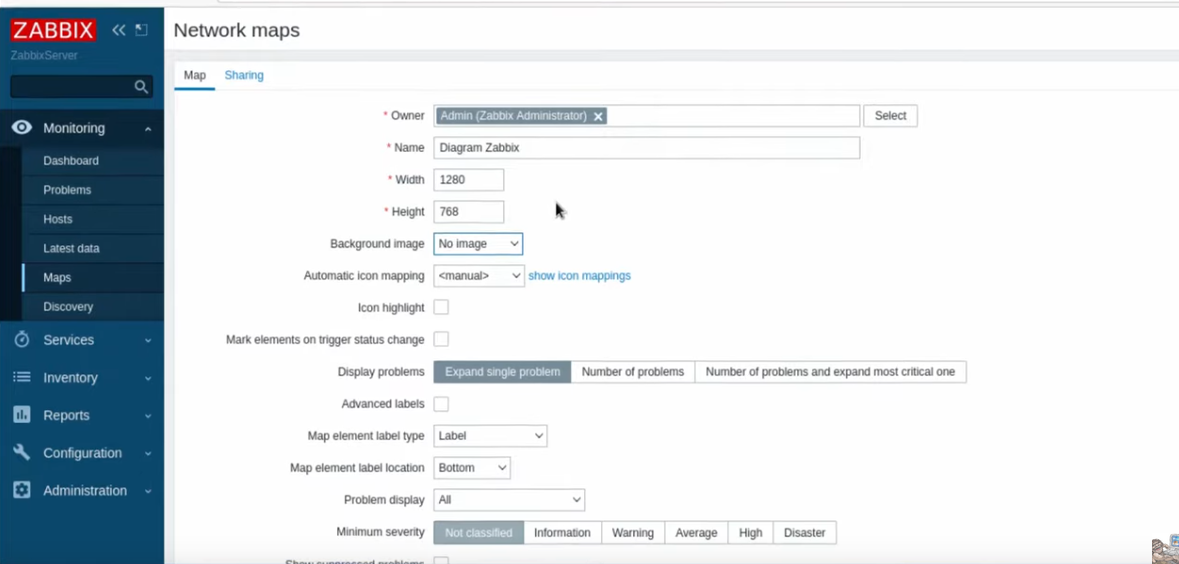 ZABBIX
ZabbixServer
Monitoring
Dashboard
Problems
Hosts
Latest data
Maps
Discovery
Services
Inventory
Reports
Configuration
Administration
Network maps
Map Sharing
* Owner Admin (Zabbix Administrator) Select
* Name Diagram Zabbix
* Width 1280
* Height 768
Background image No image
Automatic icon mapping <manual> show icon mappings
Icon highlight
Mark elements on trigger status change
Display problems Expand single problem Number of problems Number of problems and expand most critical one
Advanced labels
Map element label type Label
Map element label location Bottom
Problem display All
Minimum severity Not classified Information Warning Average High Disaster
Show suppressed problems